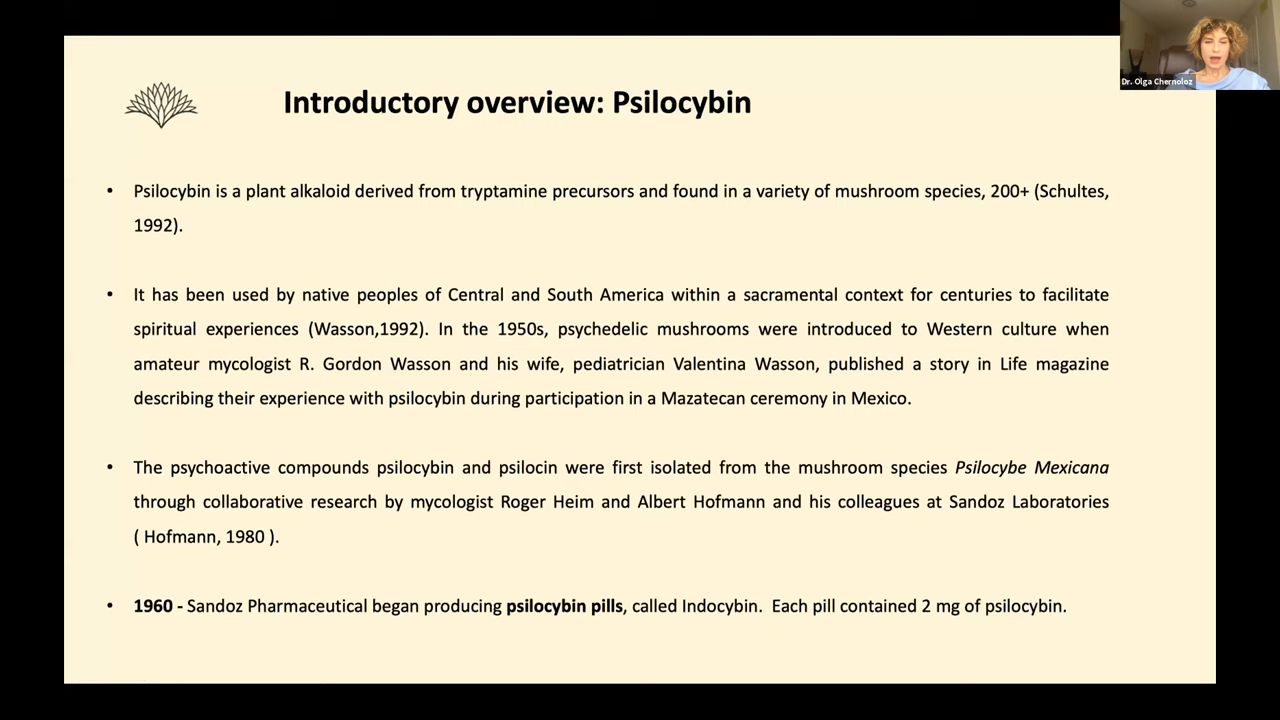 Dr. Olga Chernoloz
Introductory overview: Psilocybin
• Psilocybin is a plant alkaloid derived from tryptamine precursors and found in a variety of mushroom species, 200+ (Schultes,
1992).
• It has been used by native peoples of Central and South America within a sacramental context for centuries to facilitate
spiritual experiences (Wasson,1992). In the 1950s, psychedelic mushrooms were introduced to Western culture when
amateur mycologist R. Gordon Wasson and his wife, pediatrician Valentina Wasson, published a story in Life magazine
describing their experience with psilocybin during participation in a Mazatecan ceremony in Mexico.
• The psychoactive compounds psilocybin and psilocin were first isolated from the mushroom species Psilocybe Mexicana
through collaborative research by mycologist Roger Heim and Albert Hofmann and his colleagues at Sandoz Laboratories
( Hofmann, 1980 ).
• 1960 - Sandoz Pharmaceutical began producing psilocybin pills, called Indocybin. Each pill contained 2 mg of psilocybin.